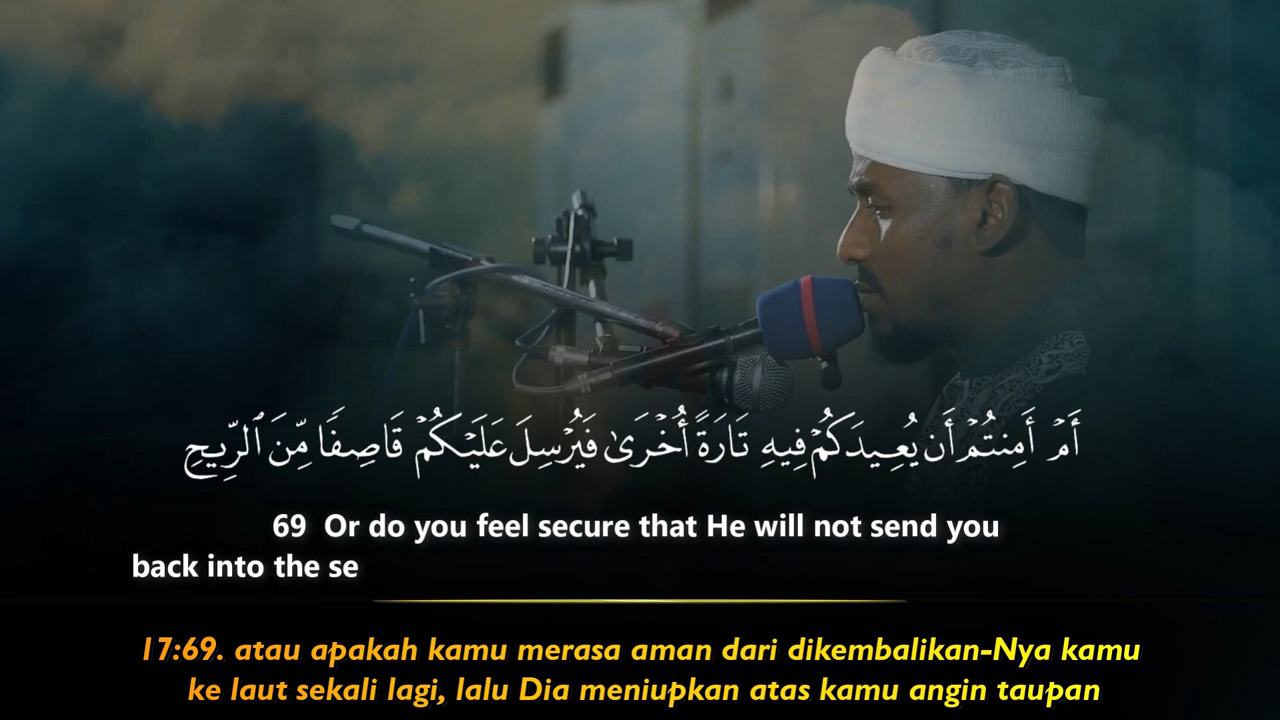 أَمْ أَمِنتُمْ أَن يُعِيدَكُمْ فِيهِ تَارَةً أُخْرَىٰ فَيُرْسِلَ عَلَيْكُمْ قَاصِفًا مِّنَ ٱلرِّيحِ
69 Or do you feel secure that He will not send you
back into the se
17:69. atau apakah kamu merasa aman dari dikembalikan-Nya kamu
ke laut sekali lagi, lalu Dia meniupkan atas kamu angin taupan